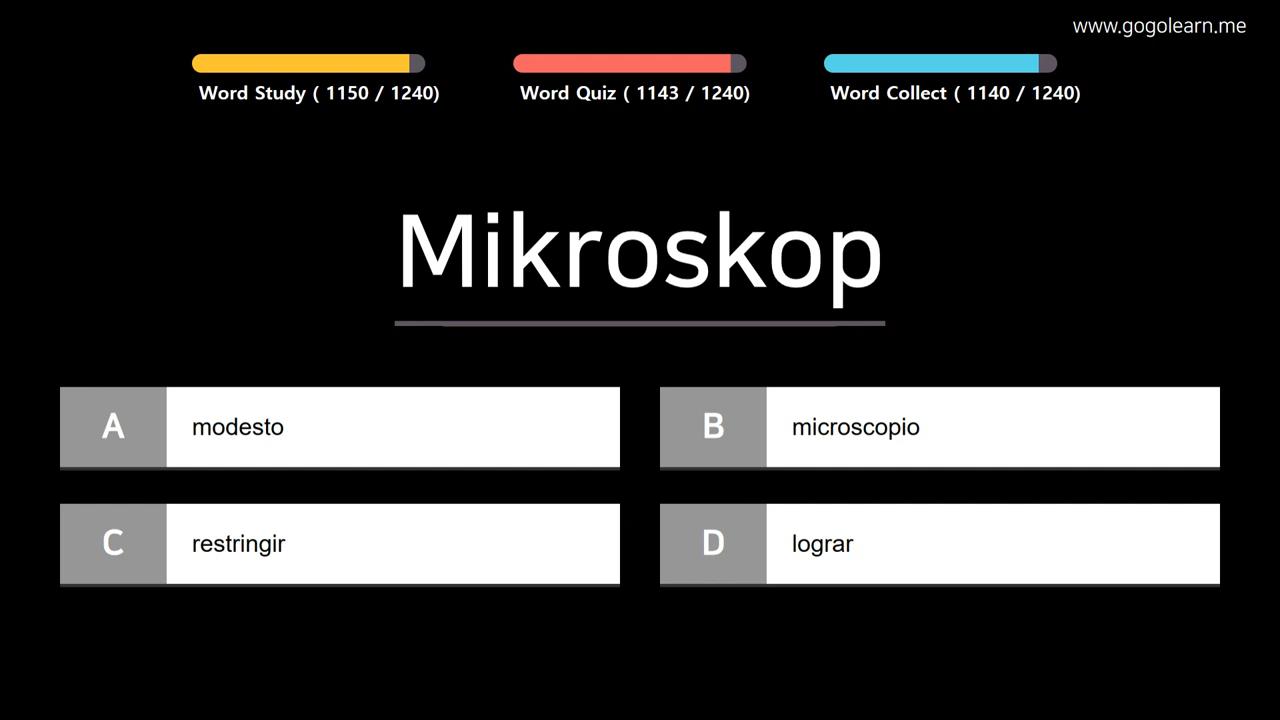 www.gogolearn.me
Word Study ( 1150 / 1240)
Word Quiz ( 1143 / 1240)
Word Collect ( 1140 / 1240)
Mikroskop
A modesto
B microscopio
C restringir
D lograr